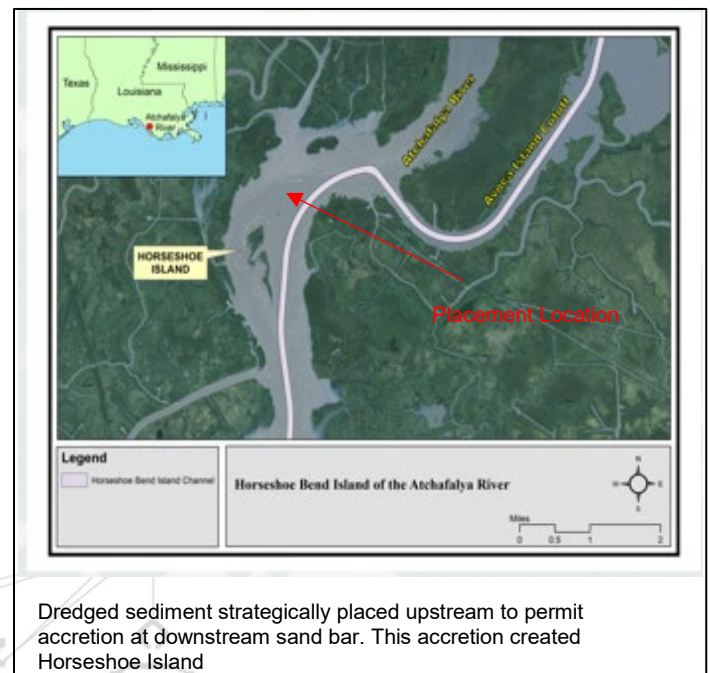 Mississippi
Texas
Louisiana
Atchafalya
River
Atchafalya River
Avoca Island Cutoff
HORSESHOE
ISLAND
Placement Location
Legend
Horseshoe Bend Island Channel
Horseshoe Bend Island of the Atchafalya River
N
W
E
S
Miles
0 0.5 1 2
Dredged sediment strategically placed upstream to permit
accretion at downstream sand bar. This accretion created
Horseshoe Island